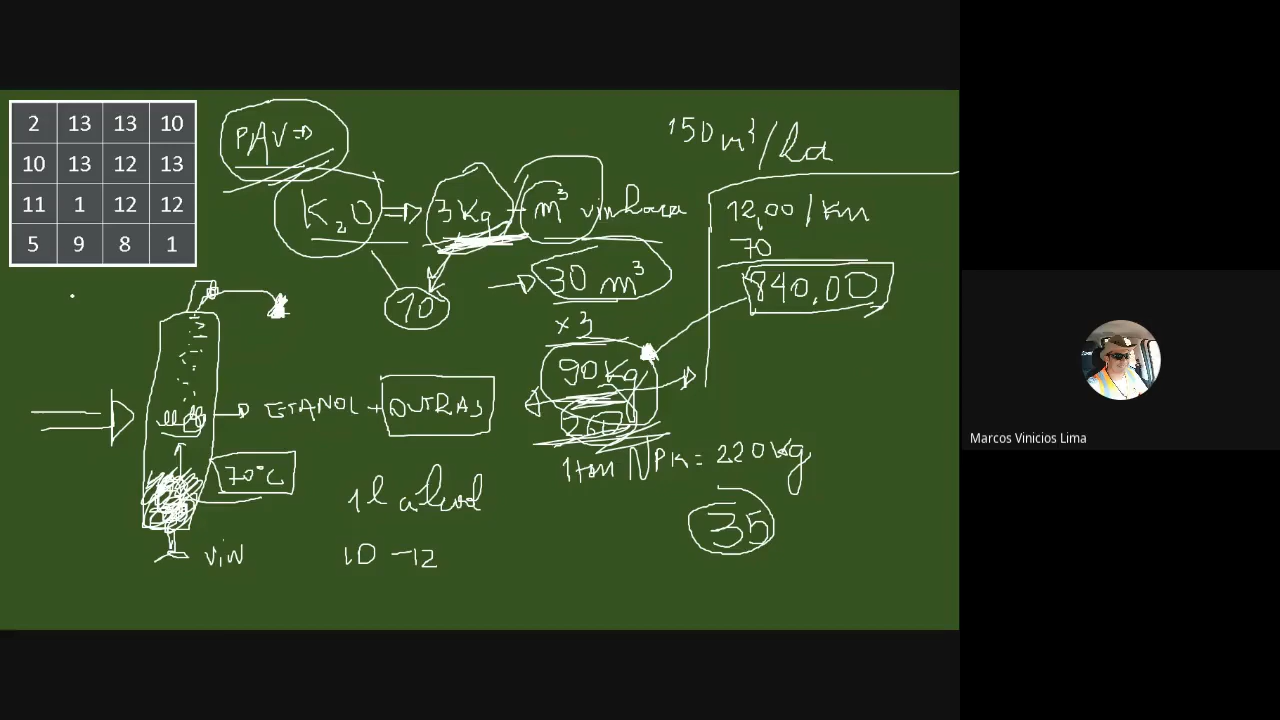 2 13 13 10
10 13 12 13
11 1 12 12
5 9 8 1
PAV ⇒
150 m³/ha
K₂O ⇒ 3 Kg m³ vinhaça
12,00 / Km
70
840,00
→ 30 m³
10
x 3
90 Kg
ETANOL + OUTRAS
1 ton NPK = 220 Kg
70°C
1 l alcool
35
vin
10 - 12
Marcos Vinicios Lima